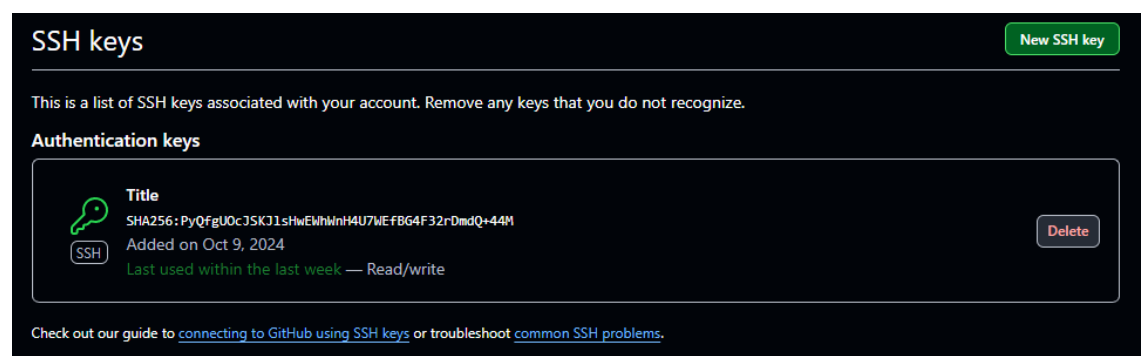 SSH keys
New SSH key
This is a list of SSH keys associated with your account. Remove any keys that you do not recognize.
Authentication keys
Title
SHA256:PyQfgUOcJSKJlsHwEWhWnH4U7WEfBG4F32rDmdQ+44M
Added on Oct 9, 2024
SSH
Last used within the last week — Read/write
Delete
Check out our guide to connecting to GitHub using SSH keys or troubleshoot common SSH problems.